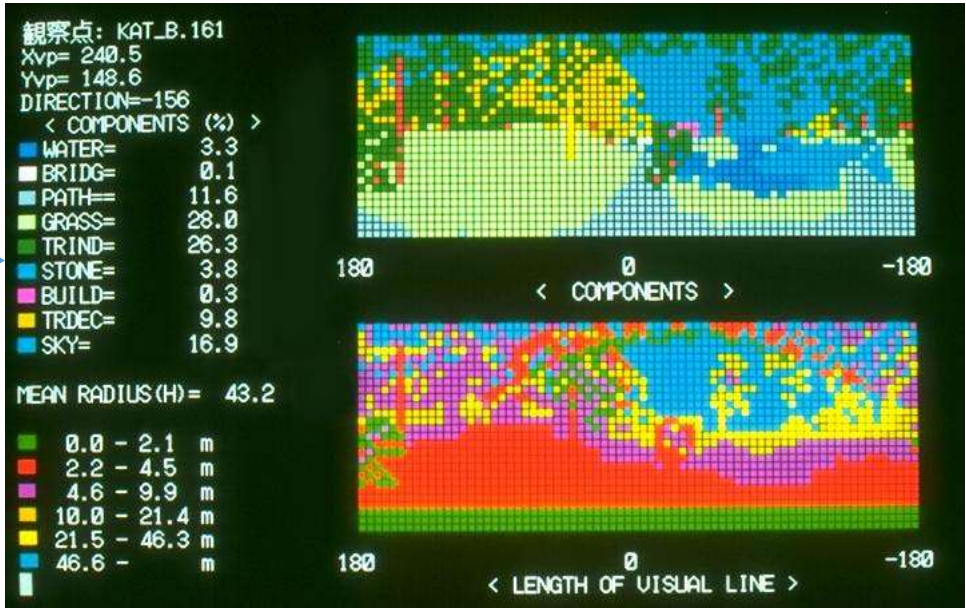 観察点: KAT_B.161
Xvp= 240.5
Yvp= 148.6
DIRECTION=-156
< COMPONENTS (%) >
WATER= 3.3
BRIDG= 0.1
PATH== 11.6
GRASS= 28.0
TRIND= 26.3
STONE= 3.8
BUILD= 0.3
TRDEC= 9.8
SKY= 16.9
MEAN RADIUS(H)= 43.2
0.0 - 2.1 m
2.2 - 4.5 m
4.6 - 9.9 m
10.0 - 21.4 m
21.5 - 46.3 m
46.6 - m
180 0 -180
< COMPONENTS >
180 0 -180
< LENGTH OF VISUAL LINE >